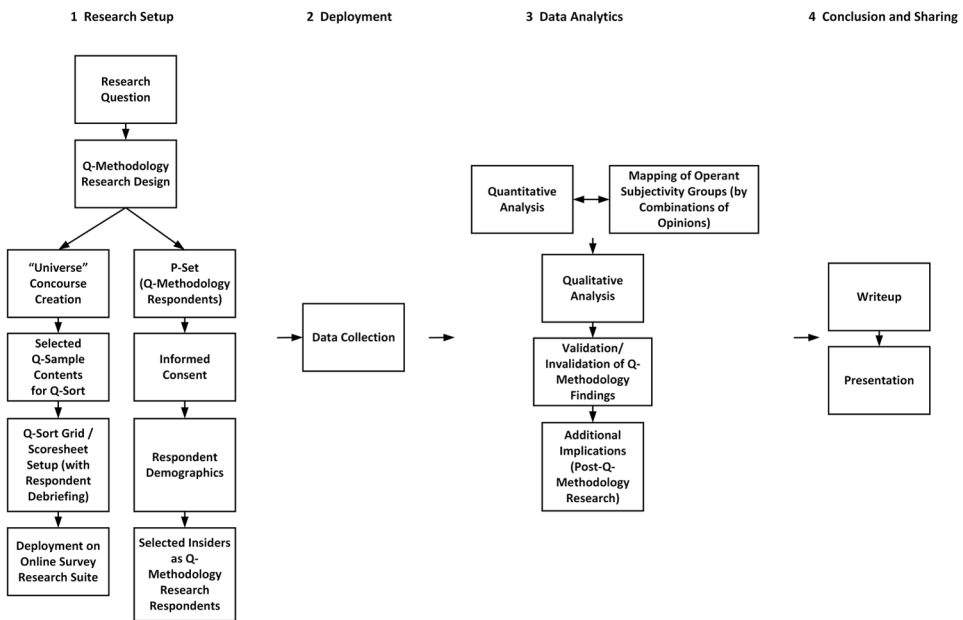 1 Research Setup
2 Deployment
3 Data Analytics
4 Conclusion and Sharing
Research
Question
Q-Methodology
Research Design
“Universe”
Concourse
Creation
Selected
Q-Sample
Contents
for Q-Sort
Q-Sort Grid /
Scoresheet
Setup (with
Respondent
Debriefing)
Deployment on
Online Survey
Research Suite
P-Set
(Q-Methodology
Respondents)
Informed
Consent
Respondent
Demographics
Selected Insiders
as Q-
Methodology
Research
Respondents
Data Collection
Quantitative
Analysis
Mapping of Operant
Subjectivity Groups (by
Combinations of
Opinions)
Qualitative
Analysis
Validation/
Invalidation of Q-
Methodology
Findings
Additional
Implications
(Post-Q-
Methodology
Research)
Writeup
Presentation